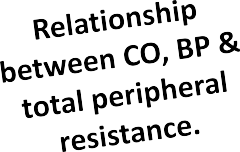 Relationship
between CO, BP &
total peripheral
resistance.